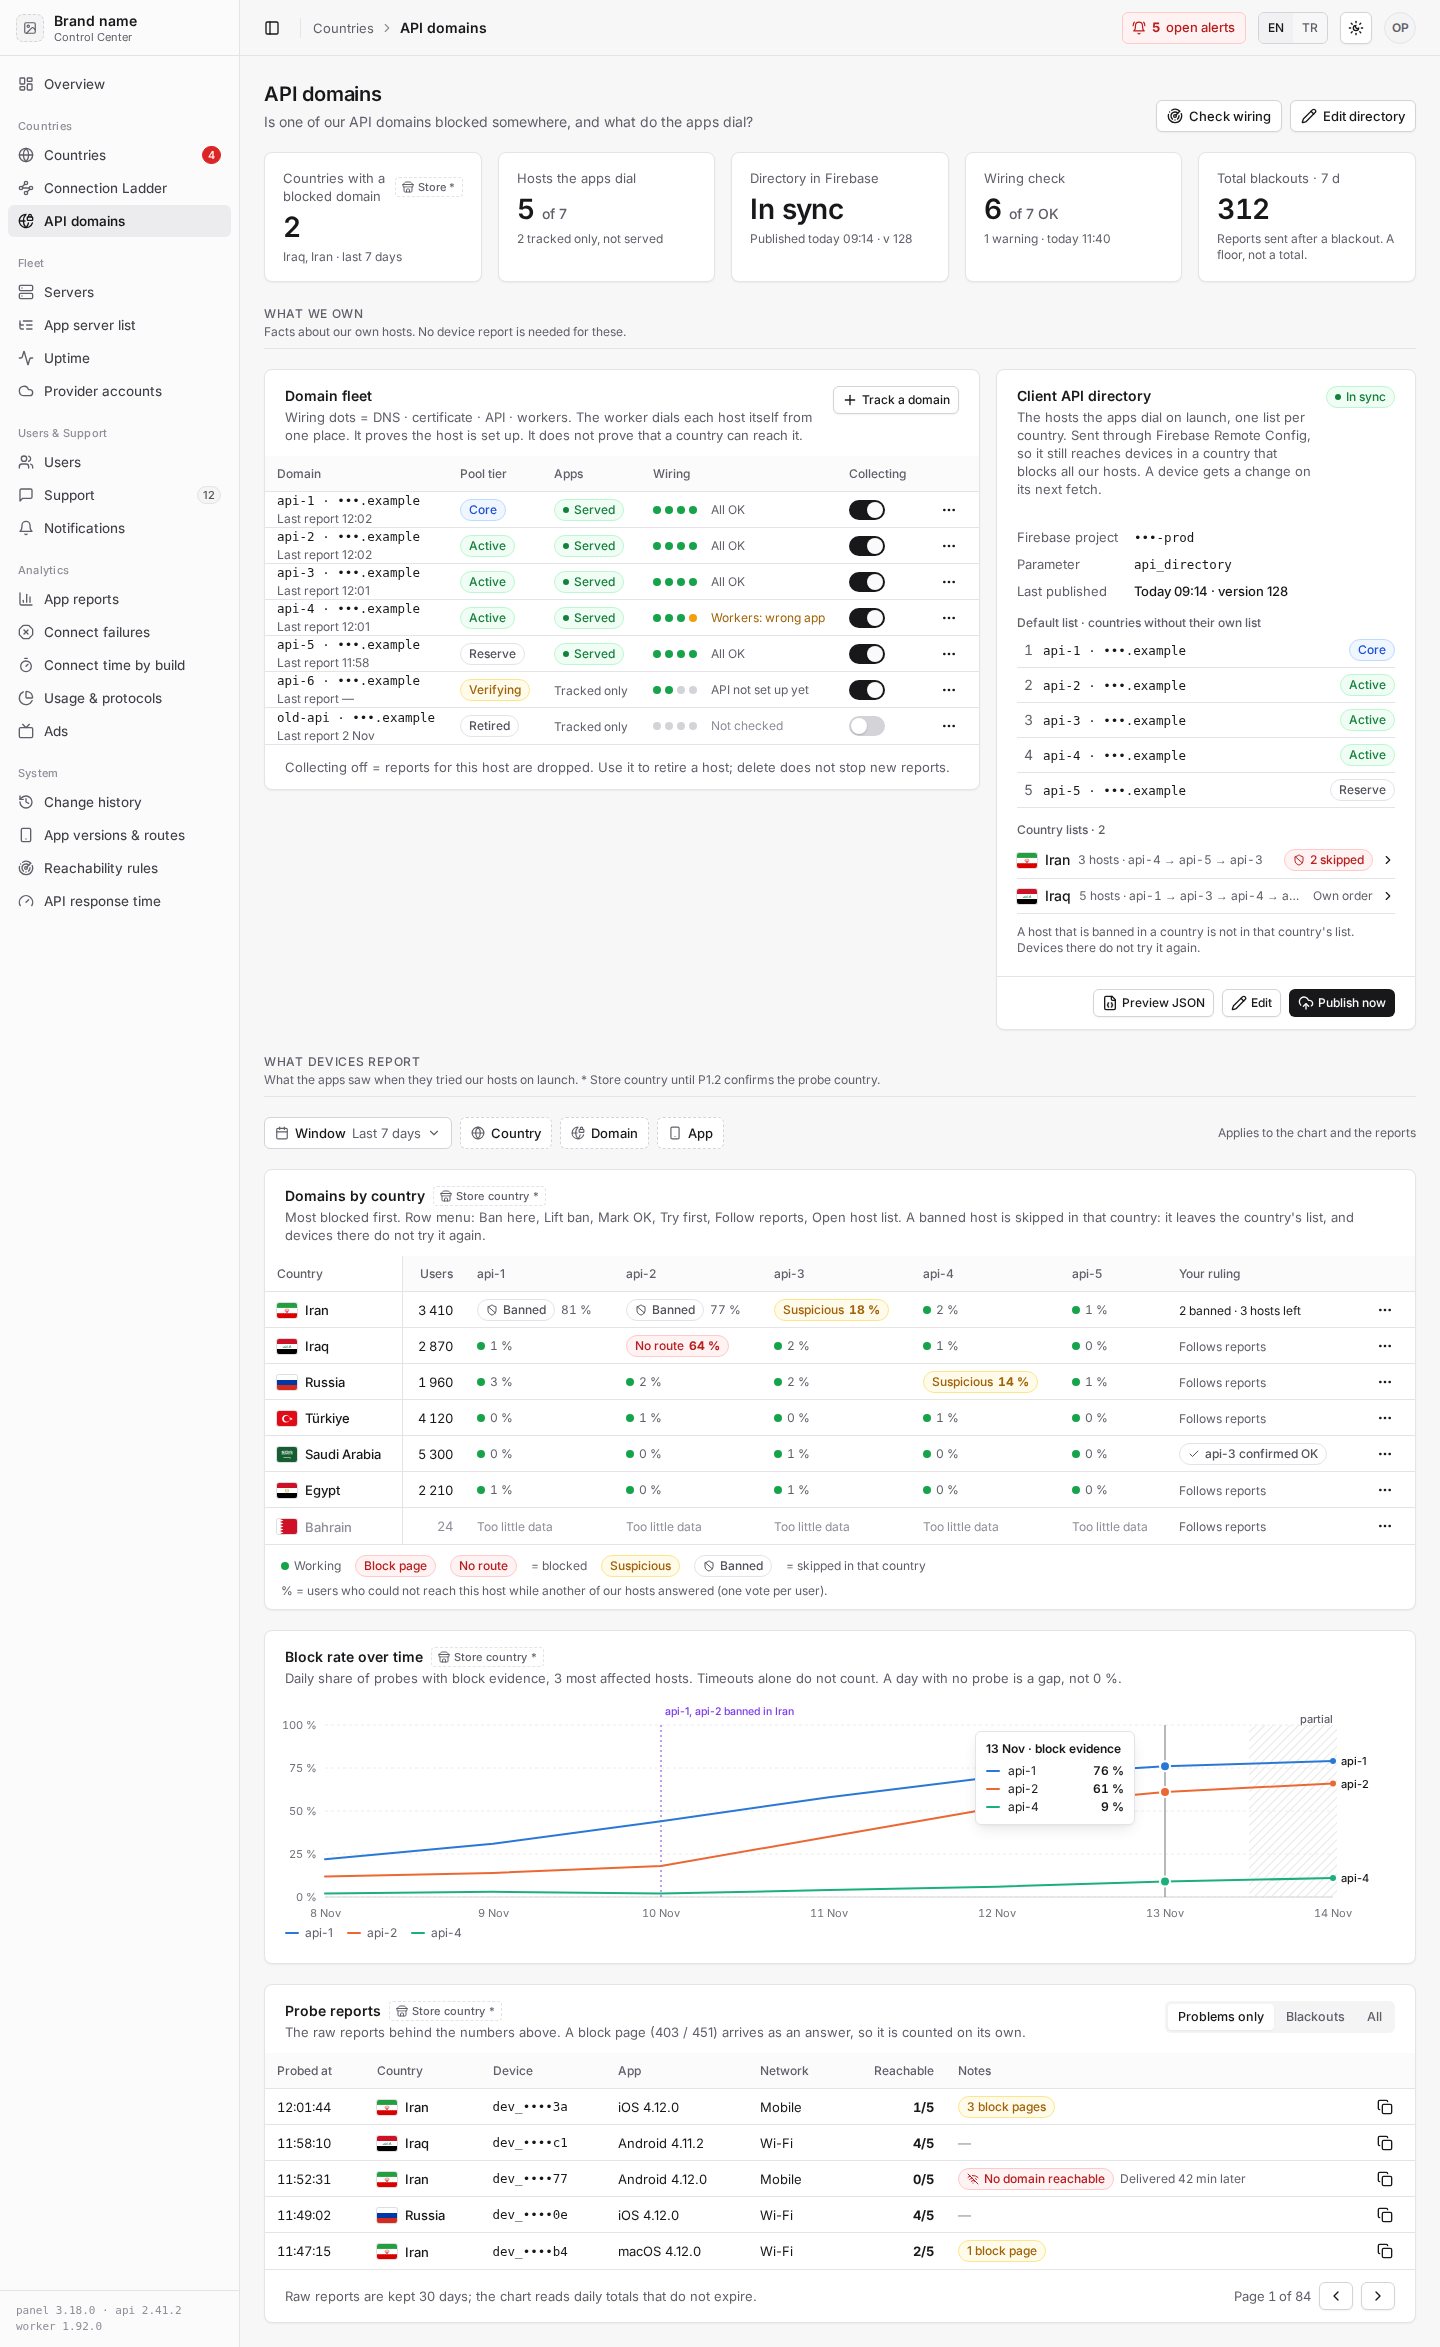 Brand name
Control Center
Overview
Countries
Countries 4
Connection Ladder
API domains
Fleet
Servers
App server list
Uptime
Provider accounts
Users & Support
Users
Support 12
Notifications
Analytics
App reports
Connect failures
Connect time by build
Usage & protocols
Ads
System
Change history
App versions & routes
Reachability rules
API response time
panel 3.18.0 · api 2.41.2
worker 1.92.0
Countries > API domains
5 open alerts
EN TR
OP
API domains
Is one of our API domains blocked somewhere, and what do the apps dial?
Check wiring
Edit directory
Countries with a blocked domain
Store *
2
Iraq, Iran · last 7 days
Hosts the apps dial
5 of 7
2 tracked only, not served
Directory in Firebase
In sync
Published today 09:14 · v 128
Wiring check
6 of 7 OK
1 warning · today 11:40
Total blackouts · 7 d
312
Reports sent after a blackout. A
floor, not a total.
WHAT WE OWN
Facts about our own hosts. No device report is needed for these.
Domain fleet
Track a domain
Wiring dots = DNS · certificate · API · workers. The worker dials each host itself from
one place. It proves the host is set up. It does not prove that a country can reach it.
Domain Pool tier Apps Wiring Collecting
api-1 · •••.example Core Served All OK
Last report 12:02
api-2 · •••.example Active Served All OK
Last report 12:02
api-3 · •••.example Active Served All OK
Last report 12:01
api-4 · •••.example Active Served Workers: wrong app
Last report 12:01
api-5 · •••.example Reserve Served All OK
Last report 11:58
api-6 · •••.example Verifying Tracked only API not set up yet
Last report —
old-api · •••.example Retired Tracked only Not checked
Last report 2 Nov
Collecting off = reports for this host are dropped. Use it to retire a host; delete does not stop new reports.
Client API directory
In sync
The hosts the apps dial on launch, one list per
country. Sent through Firebase Remote Config,
so it still reaches devices in a country that
blocks all our hosts. A device gets a change on
its next fetch.
Firebase project •••-prod
Parameter api_directory
Last published Today 09:14 · version 128
Default list · countries without their own list
1 api-1 · •••.example Core
2 api-2 · •••.example Active
3 api-3 · •••.example Active
4 api-4 · •••.example Active
5 api-5 · •••.example Reserve
Country lists · 2
Iran 3 hosts · api-4 → api-5 → api-3 2 skipped
Iraq 5 hosts · api-1 → api-3 → api-4 → a… Own order
A host that is banned in a country is not in that country's list.
Devices there do not try it again.
Preview JSON
Edit
Publish now
WHAT DEVICES REPORT
What the apps saw when they tried our hosts on launch. * Store country until P1.2 confirms the probe country.
Window Last 7 days
Country
Domain
App
Applies to the chart and the reports
Domains by country
Store country *
Most blocked first. Row menu: Ban here, Lift ban, Mark OK, Try first, Follow reports, Open host list. A banned host is skipped in that country: it leaves the country's list, and
devices there do not try it again.
Country Users api-1 api-2 api-3 api-4 api-5 Your ruling
Iran 3 410 Banned 81 % Banned 77 % Suspicious 18 % 2 % 1 % 2 banned · 3 hosts left
Iraq 2 870 1 % No route 64 % 2 % 1 % 0 % Follows reports
Russia 1 960 3 % 2 % 2 % Suspicious 14 % 1 % Follows reports
Türkiye 4 120 0 % 1 % 0 % 1 % 0 % Follows reports
Saudi Arabia 5 300 0 % 0 % 1 % 0 % 0 % api-3 confirmed OK
Egypt 2 210 1 % 0 % 1 % 0 % 0 % Follows reports
Bahrain 24 Too little data Too little data Too little data Too little data Too little data Follows reports
Working Block page No route = blocked Suspicious Banned = skipped in that country
% = users who could not reach this host while another of our hosts answered (one vote per user).
Block rate over time
Store country *
Daily share of probes with block evidence, 3 most affected hosts. Timeouts alone do not count. A day with no probe is a gap, not 0 %.
api-1, api-2 banned in Iran
partial
100 %
75 %
50 %
25 %
0 %
13 Nov · block evidence
api-1 76 %
api-2 61 %
api-4 9 %
api-1
api-2
api-4
8 Nov 9 Nov 10 Nov 11 Nov 12 Nov 13 Nov 14 Nov
api-1 api-2 api-4
Probe reports
Store country *
The raw reports behind the numbers above. A block page (403 / 451) arrives as an answer, so it is counted on its own.
Problems only Blackouts All
Probed at Country Device App Network Reachable Notes
12:01:44 Iran dev_••••3a iOS 4.12.0 Mobile 1/5 3 block pages
11:58:10 Iraq dev_••••c1 Android 4.11.2 Wi-Fi 4/5 —
11:52:31 Iran dev_••••77 Android 4.12.0 Mobile 0/5 No domain reachable Delivered 42 min later
11:49:02 Russia dev_••••0e iOS 4.12.0 Wi-Fi 4/5 —
11:47:15 Iran dev_••••b4 macOS 4.12.0 Wi-Fi 2/5 1 block page
Raw reports are kept 30 days; the chart reads daily totals that do not expire.
Page 1 of 84